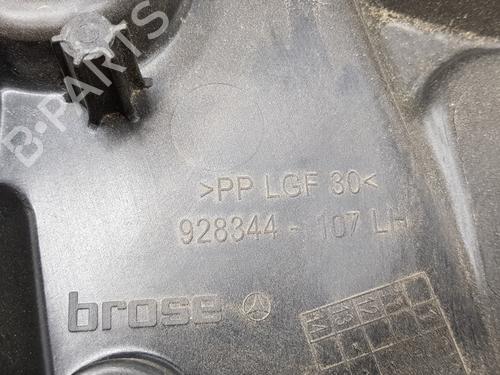 B-PARTS
>PP LGF 30<
928344 - 107 LH
brose